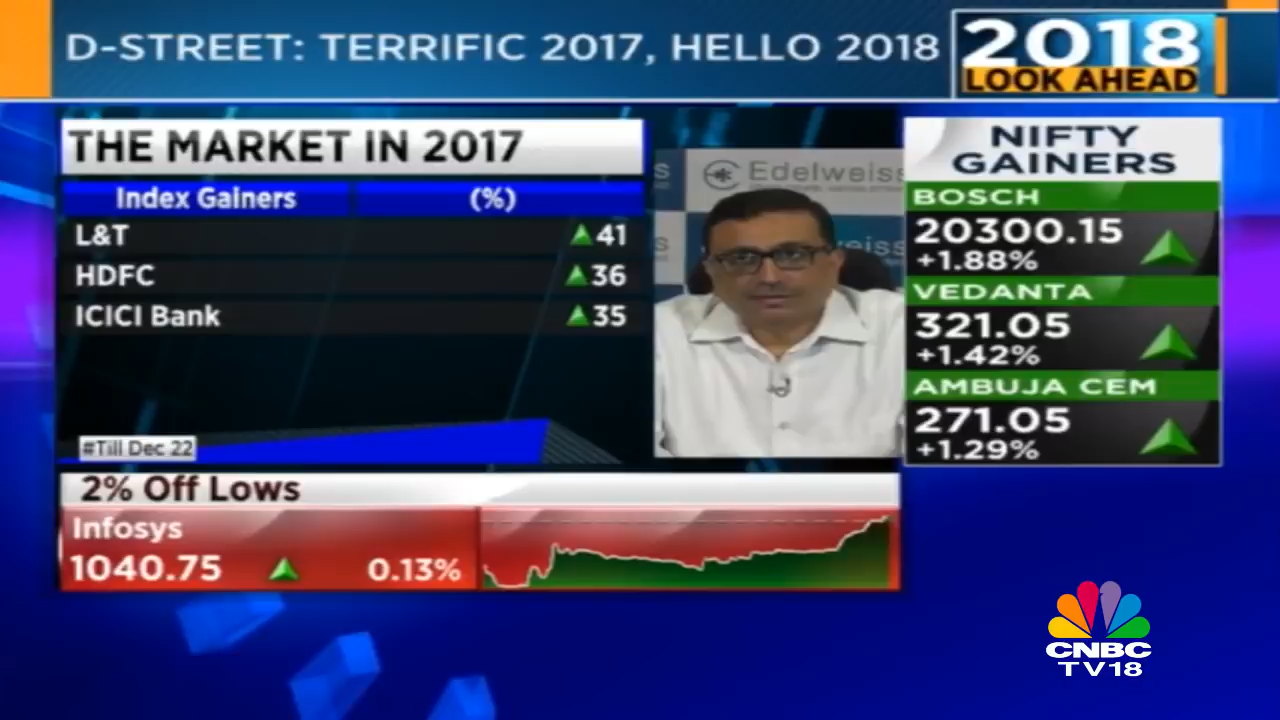 D-STREET: TERRIFIC 2017, HELLO 2018
2018
LOOK AHEAD
THE MARKET IN 2017
Index Gainers (%)
L&T 41
HDFC 36
ICICI Bank 35
#Till Dec 22
Edelweiss
NIFTY
GAINERS
BOSCH
20300.15
+1.88%
VEDANTA
321.05
+1.42%
AMBUJA CEM
271.05
+1.29%
2% Off Lows
Infosys
1040.75 0.13%
CNBC
TV18